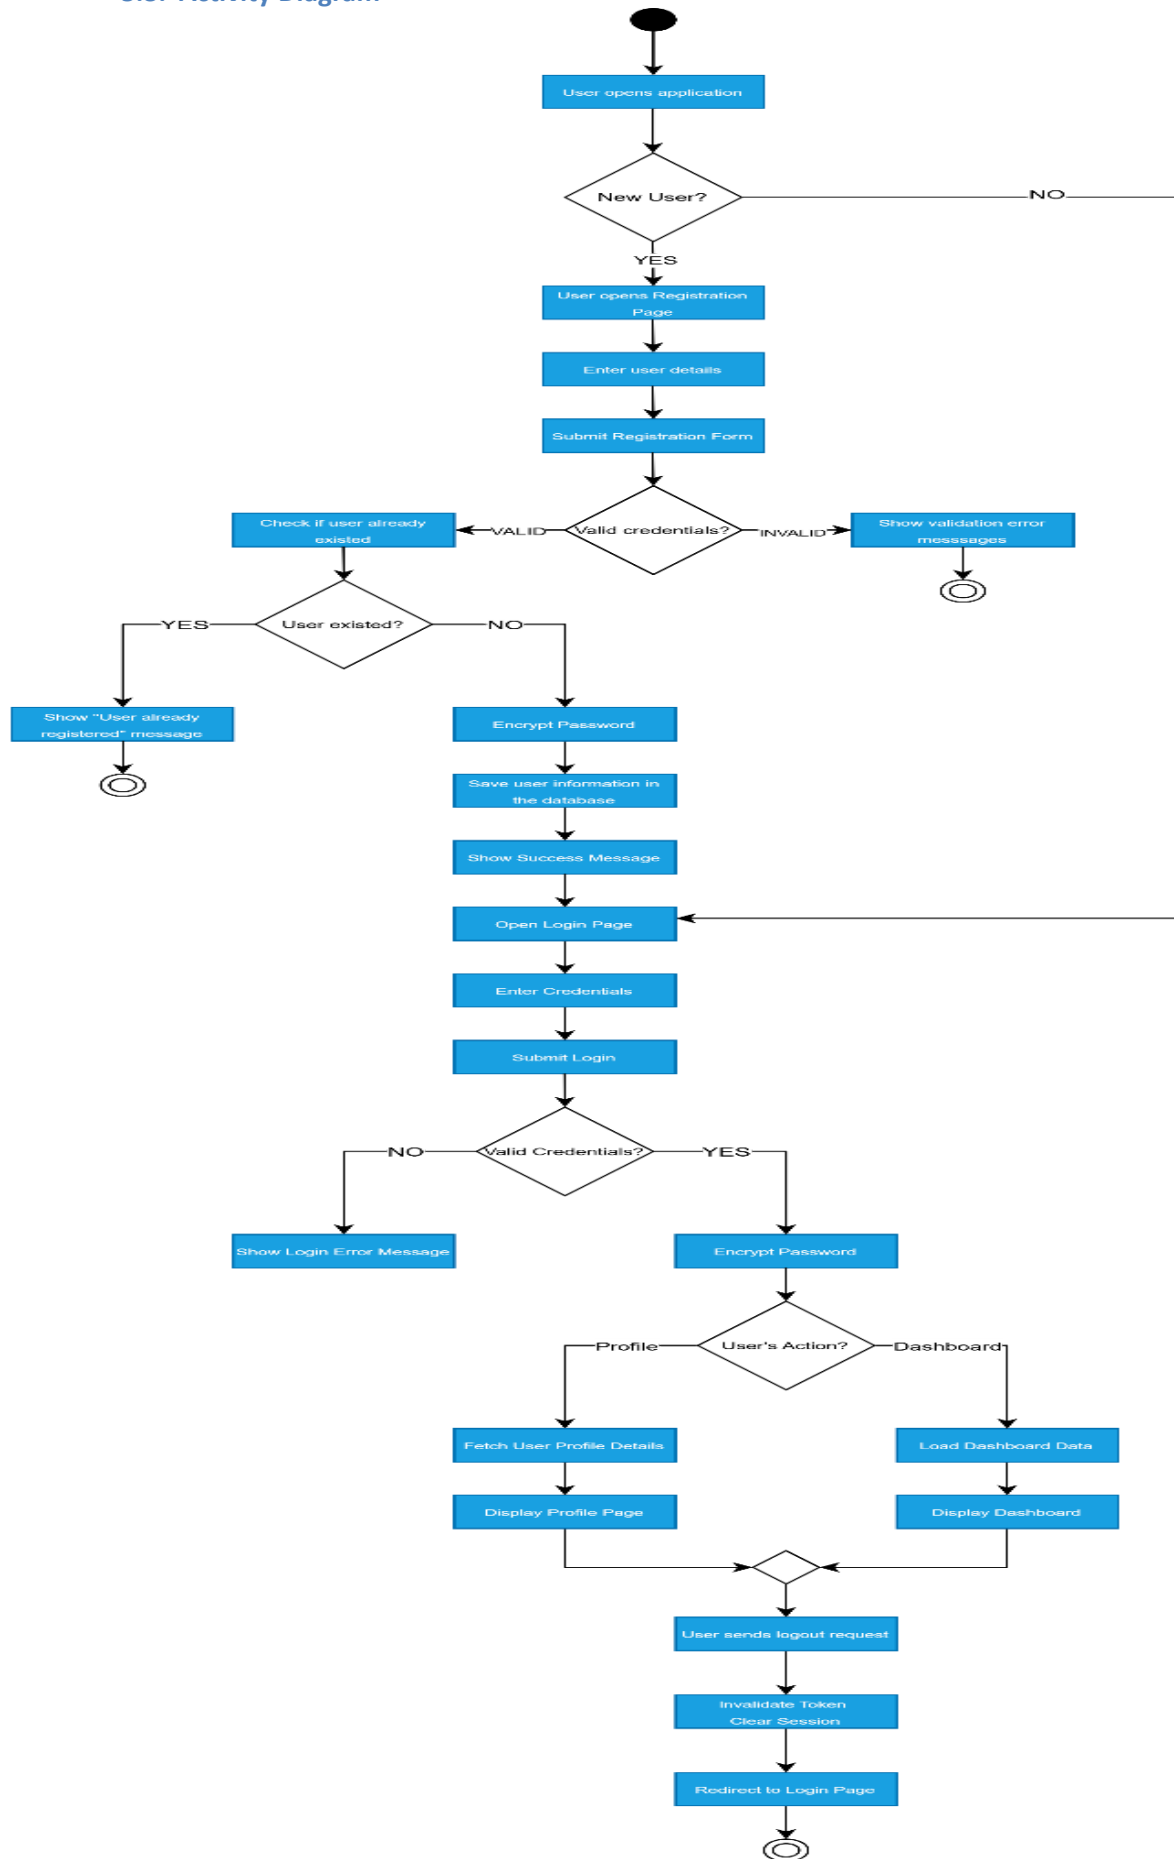 Activity Diagram
User opens application
New User?
NO
YES
User opens Registration
Page
Enter user details
Submit Registration Form
Check if user already
existed
VALID
Valid credentials?
INVALID
Show validation error
messsages
YES
User existed?
NO
Show "User already
registered" message
Encrypt Password
Save user information in
the database
Show Success Message
Open Login Page
Enter Credentials
Submit Login
NO
Valid Credentials?
YES
Show Login Error Message
Encrypt Password
Profile
User's Action?
Dashboard
Fetch User Profile Details
Load Dashboard Data
Display Profile Page
Display Dashboard
User sends logout request
Invalidate Token
Clear Session
Redirect to Login Page